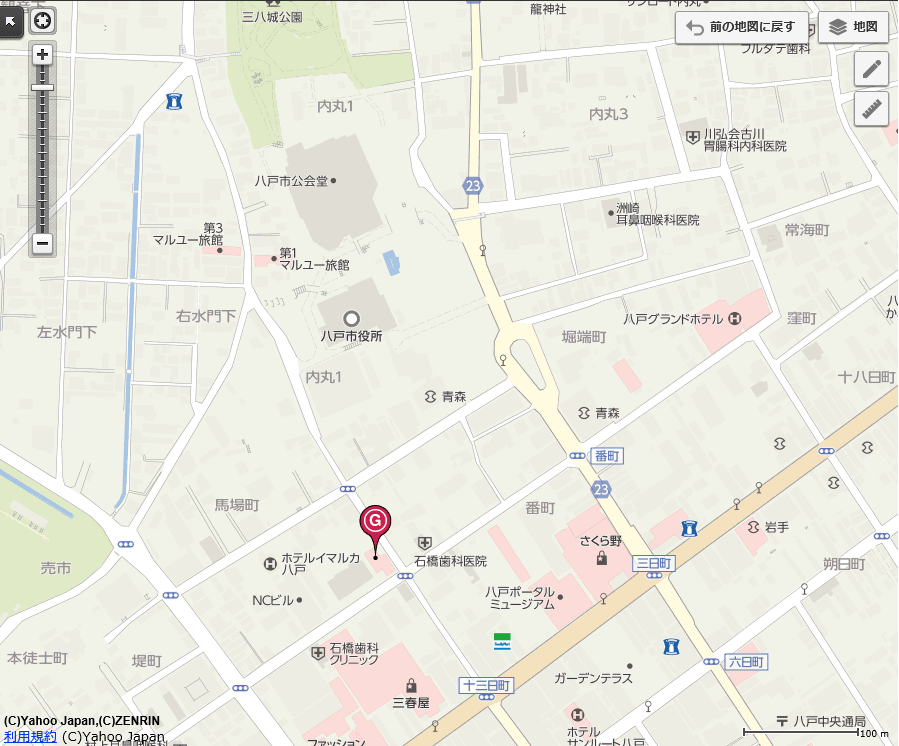 三八城公園
龍神社
前の地図に戻す
地図
フルダテ歯科
内丸1
内丸3
川弘会古川
胃腸科内科医院
八戸市公会堂
23
洲崎
耳鼻咽喉科医院
第3
マルユー旅館
常海町
第1
マルユー旅館
左水門下
右水門下
八戸市役所
八戸グランドホテル
H
窪町
堀端町
内丸1
十八日町
青森
青森
番町
23
馬場町
番町
G
岩手
さくら野
石橋歯科医院
ホテルイマルカ
八戸
H
三日町
朔日町
売市
NCビル
八戸ポータル
ミュージアム
石橋歯科
クリニック
本徒士町
堤町
六日町
ガーデンテラス
十三日町
三春屋
H
ホテル
サンルート八戸
八戸中央通局
(C)Yahoo Japan,(C)ZENRIN
利用規約 (C)Yahoo Japan
100 m